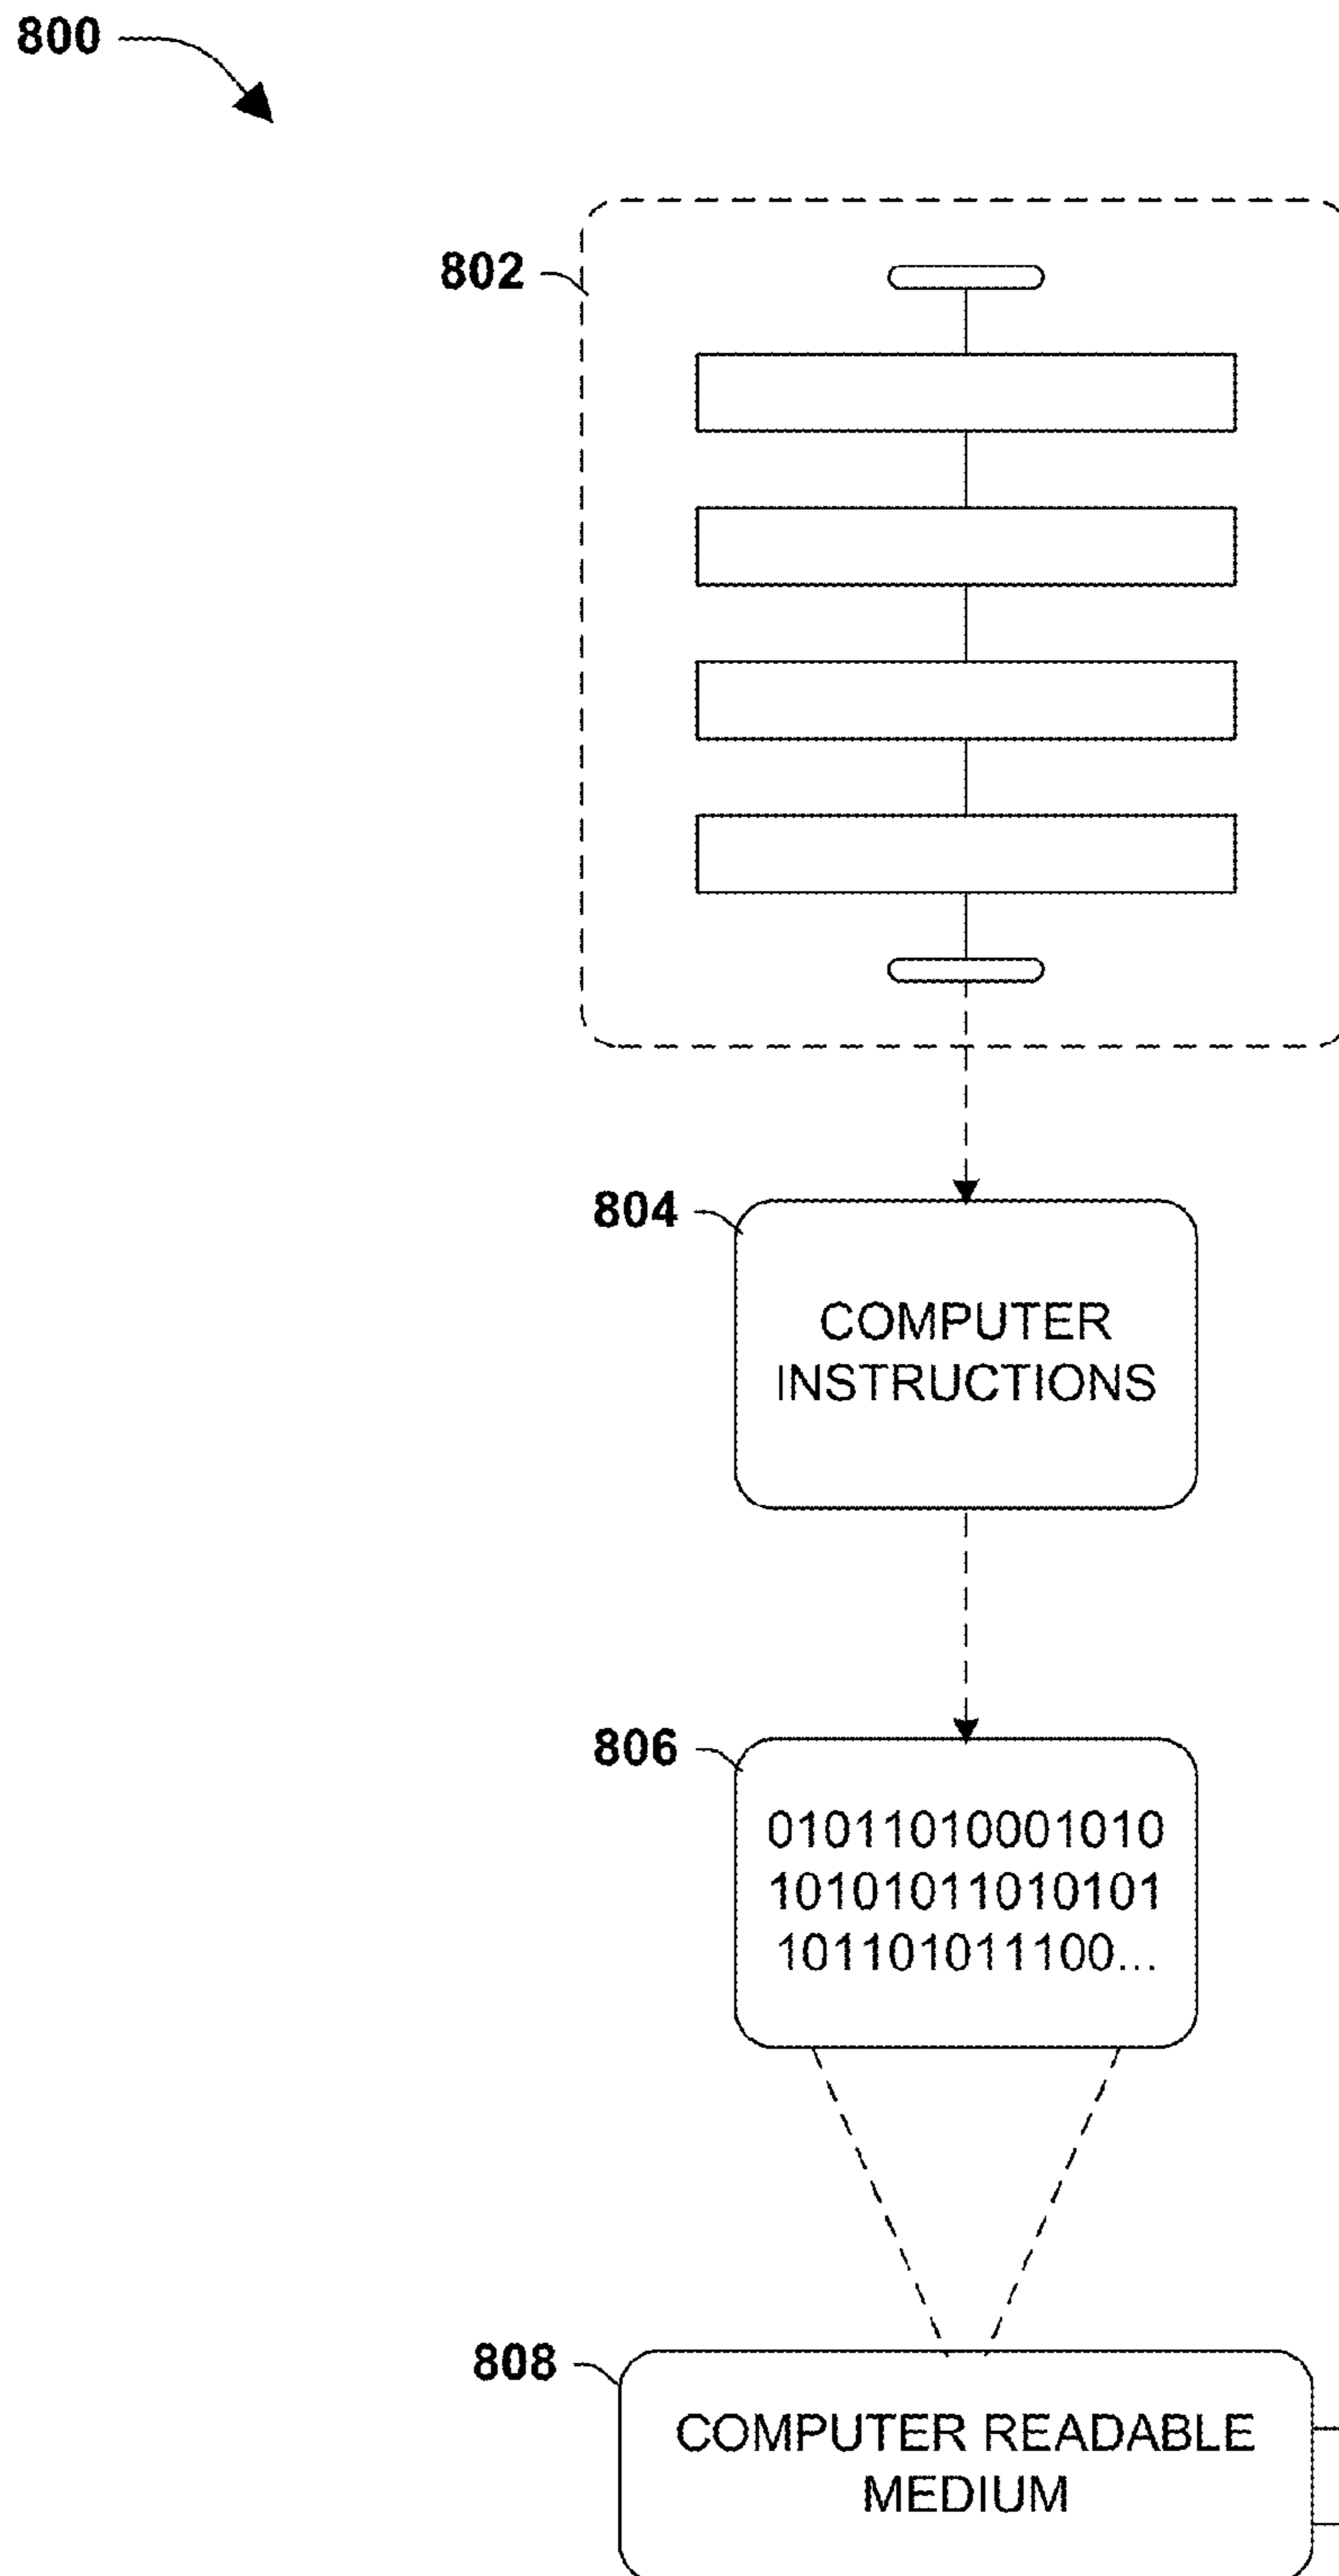 800
802
804
COMPUTER
INSTRUCTIONS
806
01011010001010
10101011010101
101101011100...
808
COMPUTER READABLE
MEDIUM